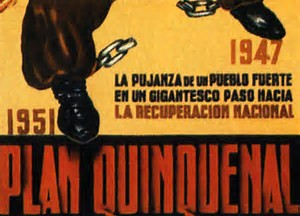 1947
LA PUJANZA DE UN PUEBLO FUERTE
EN UN GIGANTESCO PASO HACIA
LA RECUPERACION NACIONAL
1951
PLAN QUINQUENAL